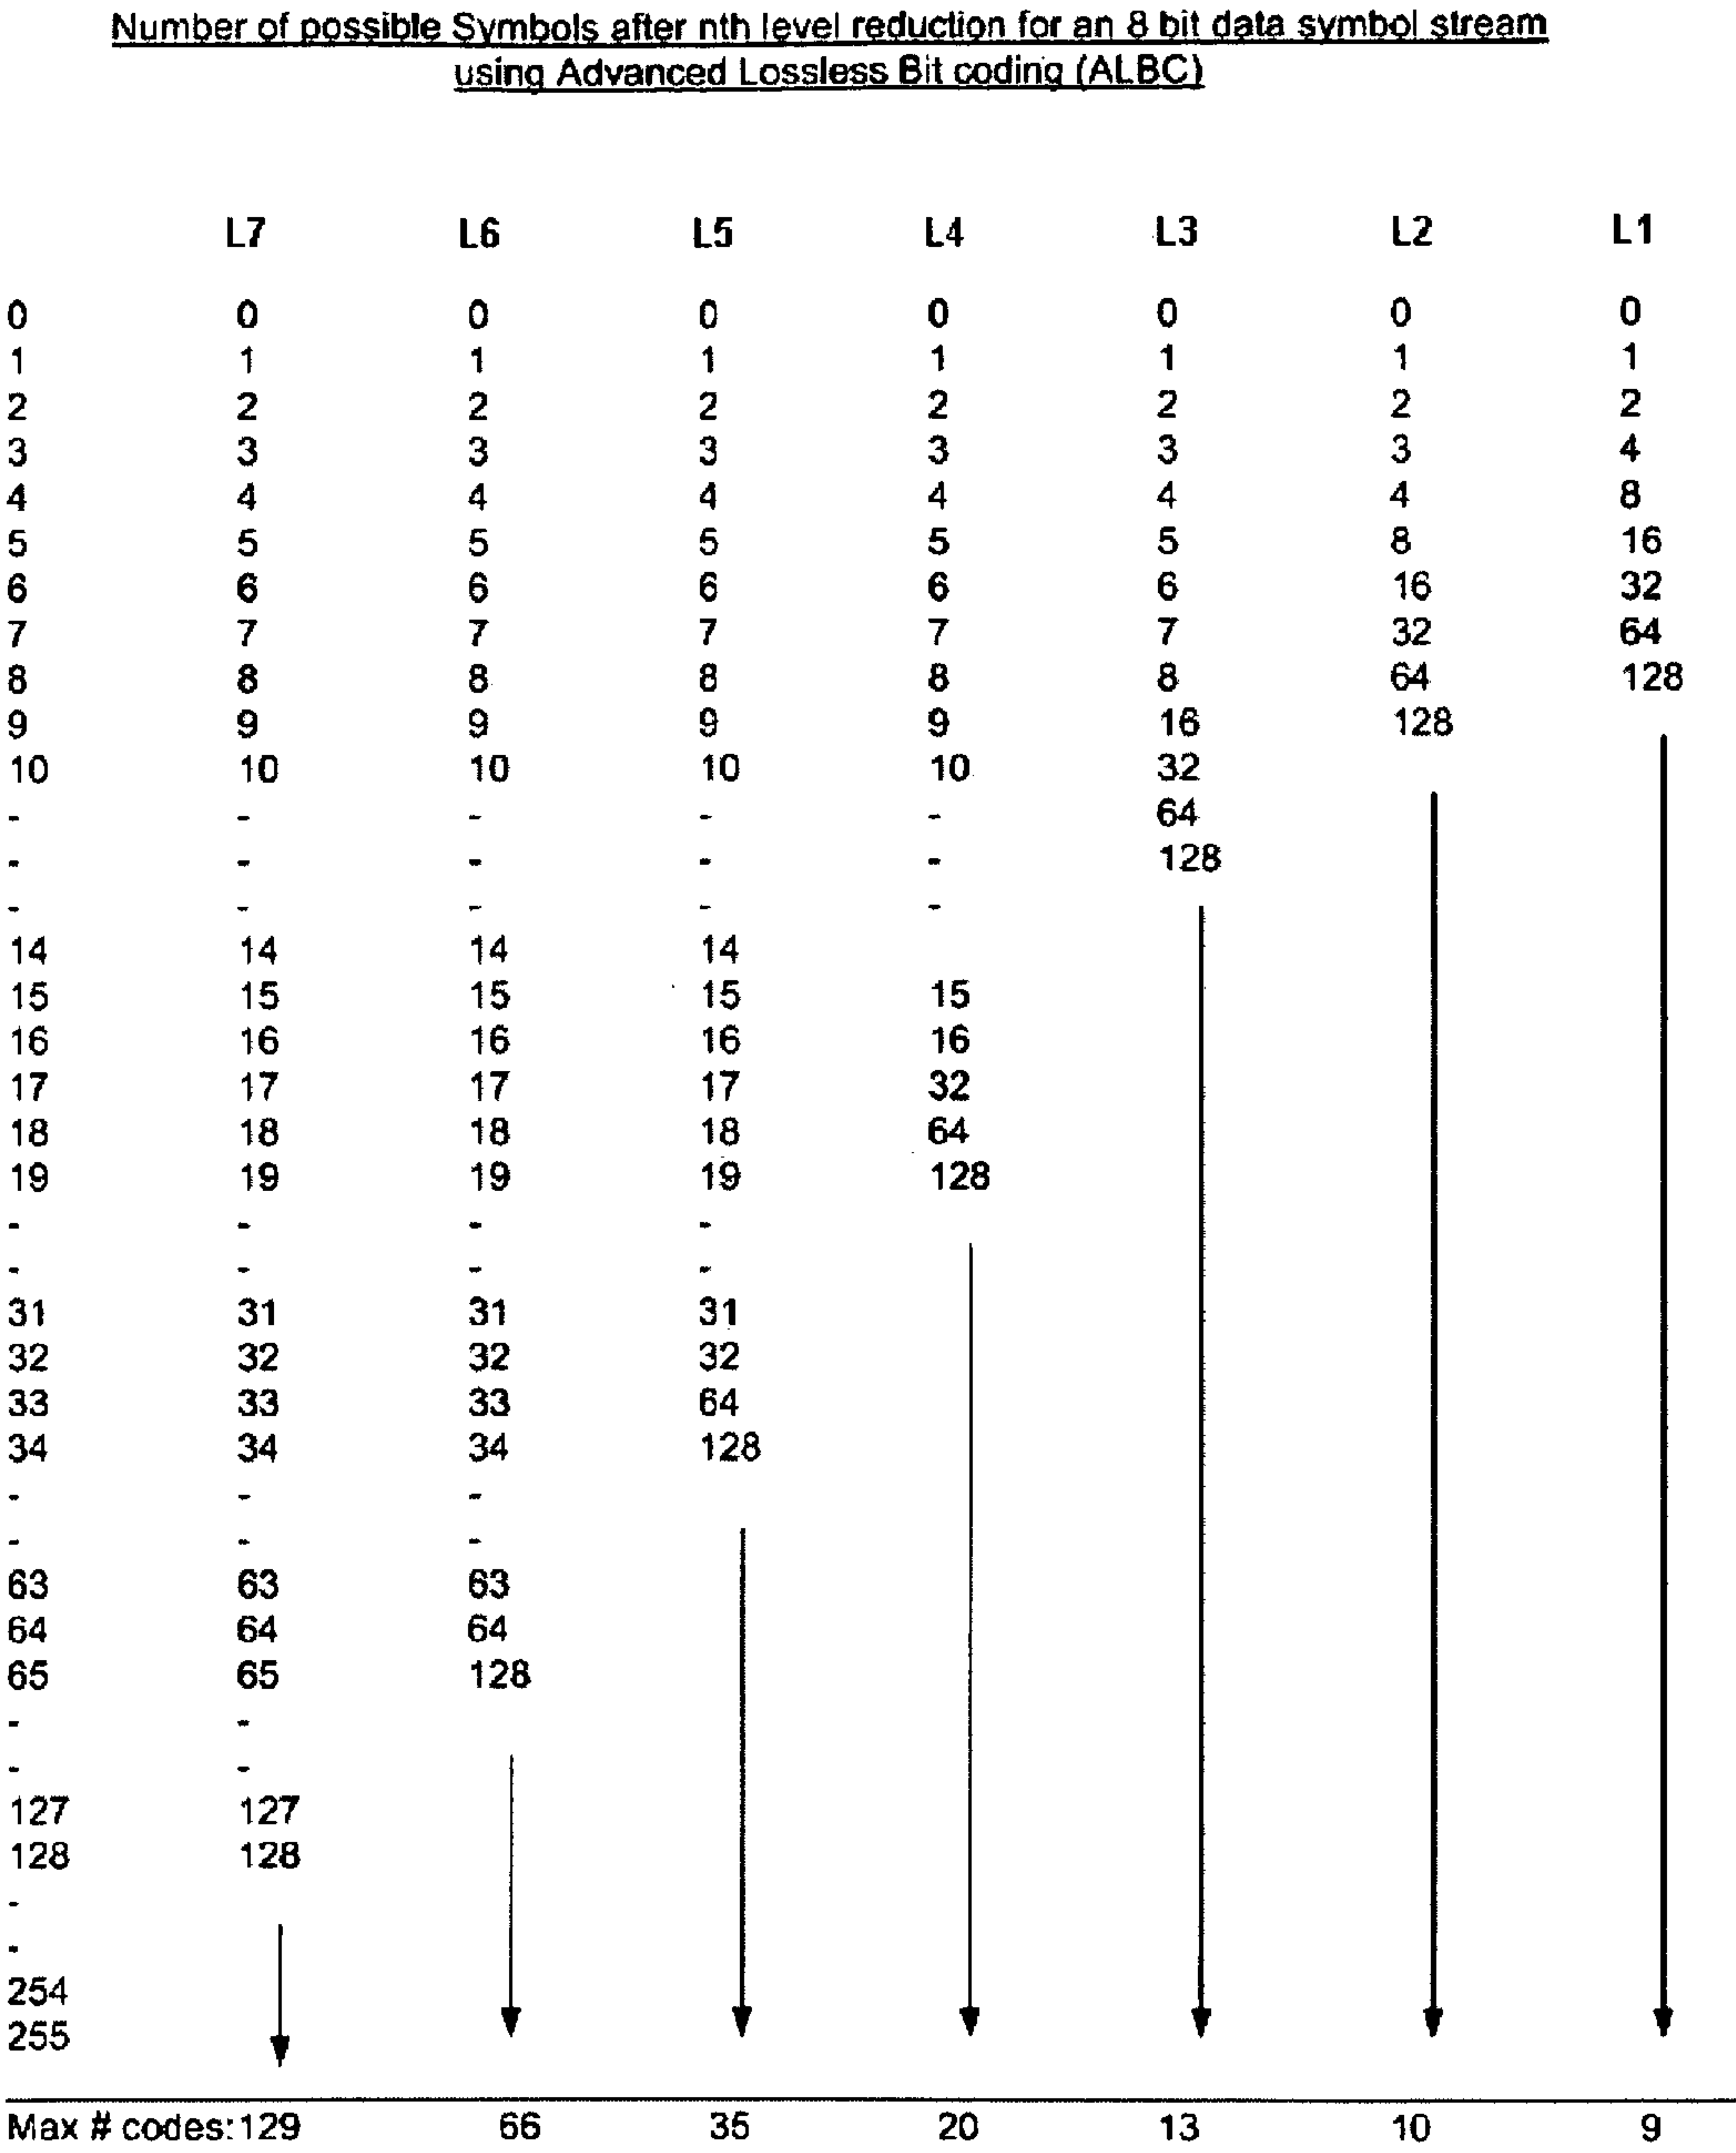 Number of possible Symbols after nth level reduction for an 8 bit data symbol stream
using Advanced Lossless Bit coding (ALBC)
L7 L6 L5 L4 L3 L2 L1
0 0 0 0 0 0 0 0
1 1 1 1 1 1 1 1
2 2 2 2 2 2 2 2
3 3 3 3 3 3 3 4
4 4 4 4 4 4 4 8
5 5 5 5 5 5 8 16
6 6 6 6 6 6 16 32
7 7 7 7 7 7 32 64
8 8 8 8 8 8 64 128
9 9 9 9 9 16 128
10 10 10 10 10 32
- - - - - 64
- - - - - 128
- - - - -
14 14 14 14
15 15 15 15 15
16 16 16 16 16
17 17 17 17 32
18 18 18 18 64
19 19 19 19 128
- - - -
- - - -
31 31 31 31
32 32 32 32
33 33 33 64
34 34 34 128
- - -
- - -
63 63 63
64 64 64
65 65 128
- -
- -
127 127
128 128
-
-
254
255
Max # codes: 129 66 35 20 13 10 9